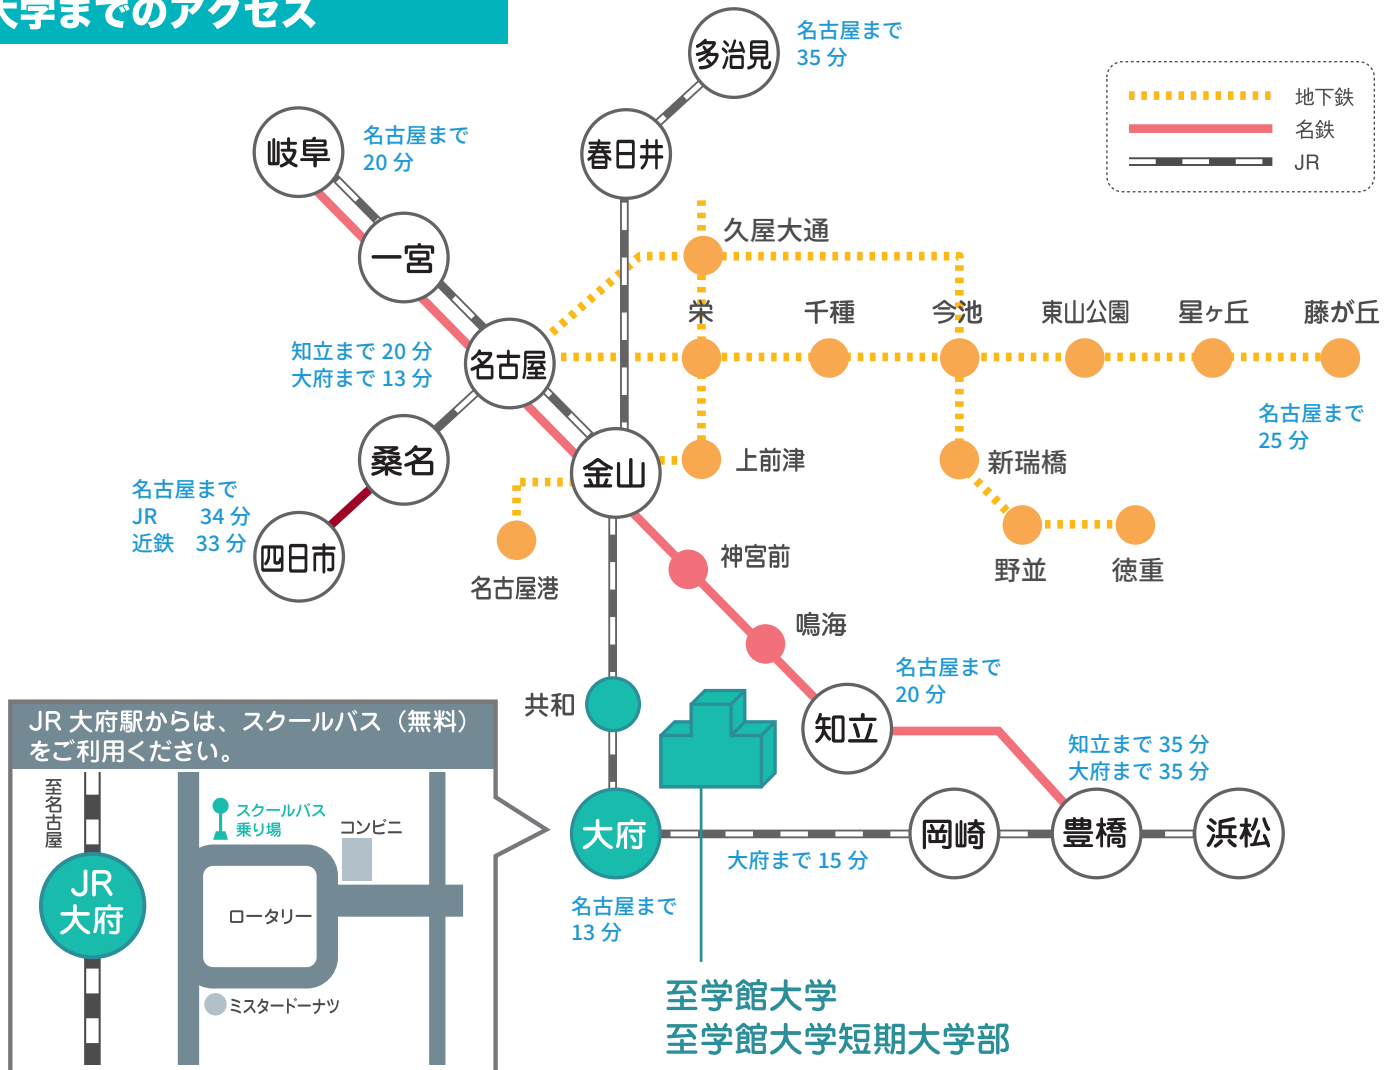 大学までのアクセス
多治見
名古屋まで
35 分
地下鉄
名鉄
JR
岐阜
名古屋まで
20 分
春日井
一宮
久屋大通
栄
千種
今池
東山公園
星ヶ丘
藤が丘
知立まで 20 分
大府まで 13 分
名古屋
名古屋まで
25 分
桑名
金山
上前津
新瑞橋
名古屋まで
JR 34 分
近鉄 33 分
四日市
名古屋港
神宮前
野並
徳重
鳴海
名古屋まで
20 分
共和
知立
知立まで 35 分
大府まで 35 分
大府
岡崎
豊橋
浜松
大府まで 15 分
名古屋まで
13 分
至学館大学
至学館大学短期大学部
JR 大府駅からは、スクールバス（無料）
をご利用ください。
至名古屋
スクールバス
乗り場
コンビニ
JR
大府
ロータリー
ミスタードーナツ